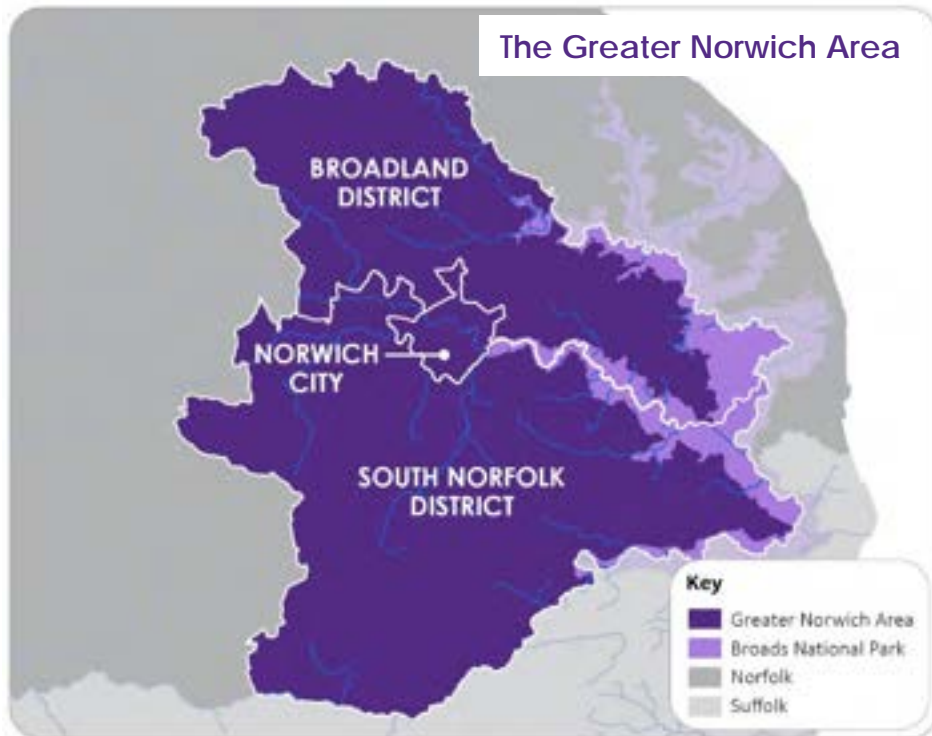 The Greater Norwich Area
BROADLAND
DISTRICT
NORWICH
CITY
SOUTH NORFOLK
DISTRICT
Key
Greater Norwich Area
Broads National Park
Norfolk
Suffolk